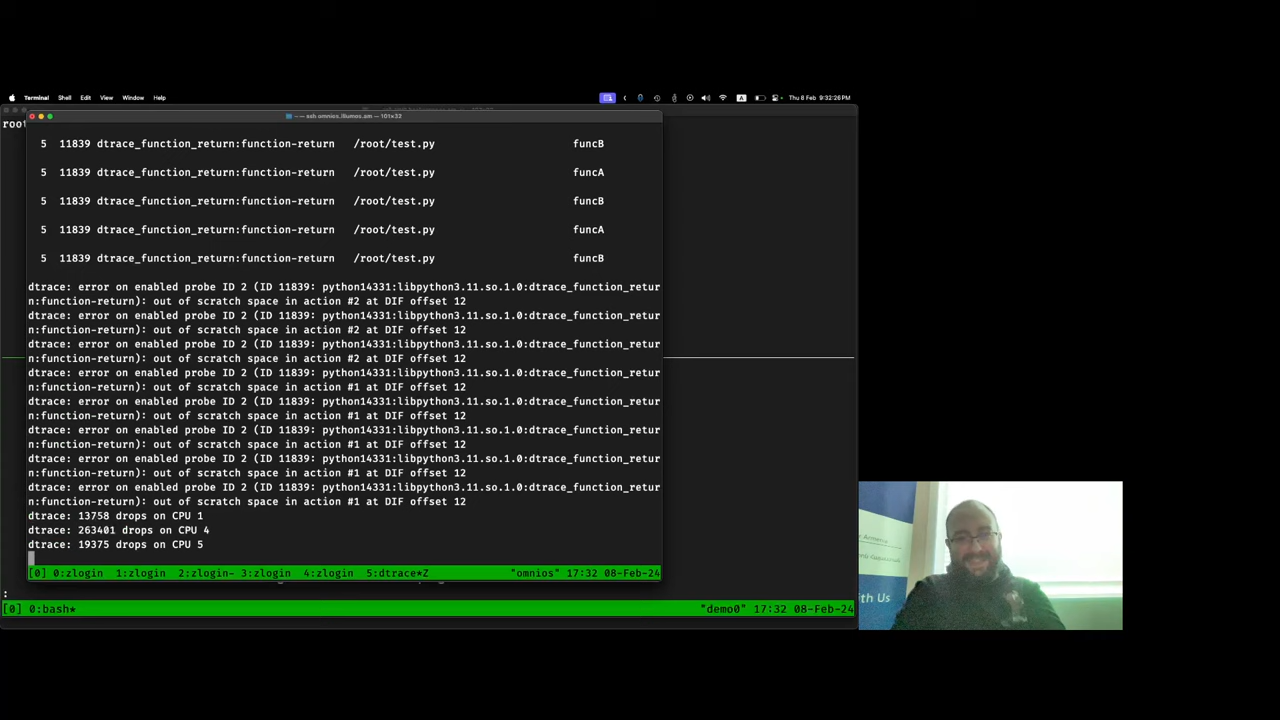 Terminal Shell Edit View Window Help A Thu 8 Feb 9:32:26 PM
root
~ — ssh omnios.illumos.am — 101×32
5 11839 dtrace_function_return:function-return /root/test.py funcB
5 11839 dtrace_function_return:function-return /root/test.py funcA
5 11839 dtrace_function_return:function-return /root/test.py funcB
5 11839 dtrace_function_return:function-return /root/test.py funcA
5 11839 dtrace_function_return:function-return /root/test.py funcB
dtrace: error on enabled probe ID 2 (ID 11839: python14331:libpython3.11.so.1.0:dtrace_function_retur
n:function-return): out of scratch space in action #2 at DIF offset 12
dtrace: error on enabled probe ID 2 (ID 11839: python14331:libpython3.11.so.1.0:dtrace_function_retur
n:function-return): out of scratch space in action #2 at DIF offset 12
dtrace: error on enabled probe ID 2 (ID 11839: python14331:libpython3.11.so.1.0:dtrace_function_retur
n:function-return): out of scratch space in action #2 at DIF offset 12
dtrace: error on enabled probe ID 2 (ID 11839: python14331:libpython3.11.so.1.0:dtrace_function_retur
n:function-return): out of scratch space in action #1 at DIF offset 12
dtrace: error on enabled probe ID 2 (ID 11839: python14331:libpython3.11.so.1.0:dtrace_function_retur
n:function-return): out of scratch space in action #1 at DIF offset 12
dtrace: error on enabled probe ID 2 (ID 11839: python14331:libpython3.11.so.1.0:dtrace_function_retur
n:function-return): out of scratch space in action #1 at DIF offset 12
dtrace: error on enabled probe ID 2 (ID 11839: python14331:libpython3.11.so.1.0:dtrace_function_retur
n:function-return): out of scratch space in action #1 at DIF offset 12
dtrace: error on enabled probe ID 2 (ID 11839: python14331:libpython3.11.so.1.0:dtrace_function_retur
n:function-return): out of scratch space in action #1 at DIF offset 12
dtrace: 13758 drops on CPU 1
dtrace: 263401 drops on CPU 4
dtrace: 19375 drops on CPU 5
[0] 0:zlogin 1:zlogin 2:zlogin- 3:zlogin 4:zlogin 5:dtrace*Z "omnios" 17:32 08-Feb-24
:
[0] 0:bash* "demo0" 17:32 08-Feb-24
Armenia
ith Us